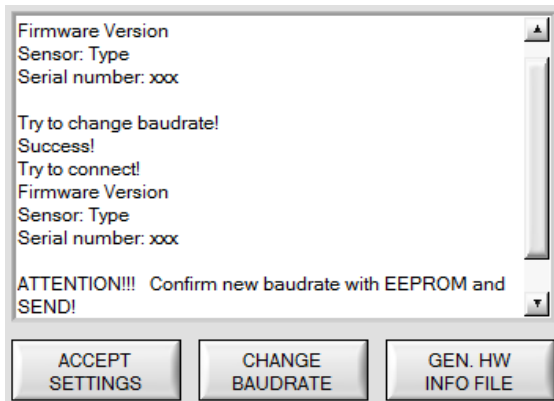 Firmware Version
Sensor: Type
Serial number: xxx
Try to change baudrate!
Success!
Try to connect!
Firmware Version
Sensor: Type
Serial number: xxx
ATTENTION!!!   Confirm new baudrate with EEPROM and
SEND!
ACCEPT
SETTINGS
CHANGE
BAUDRATE
GEN. HW
INFO FILE